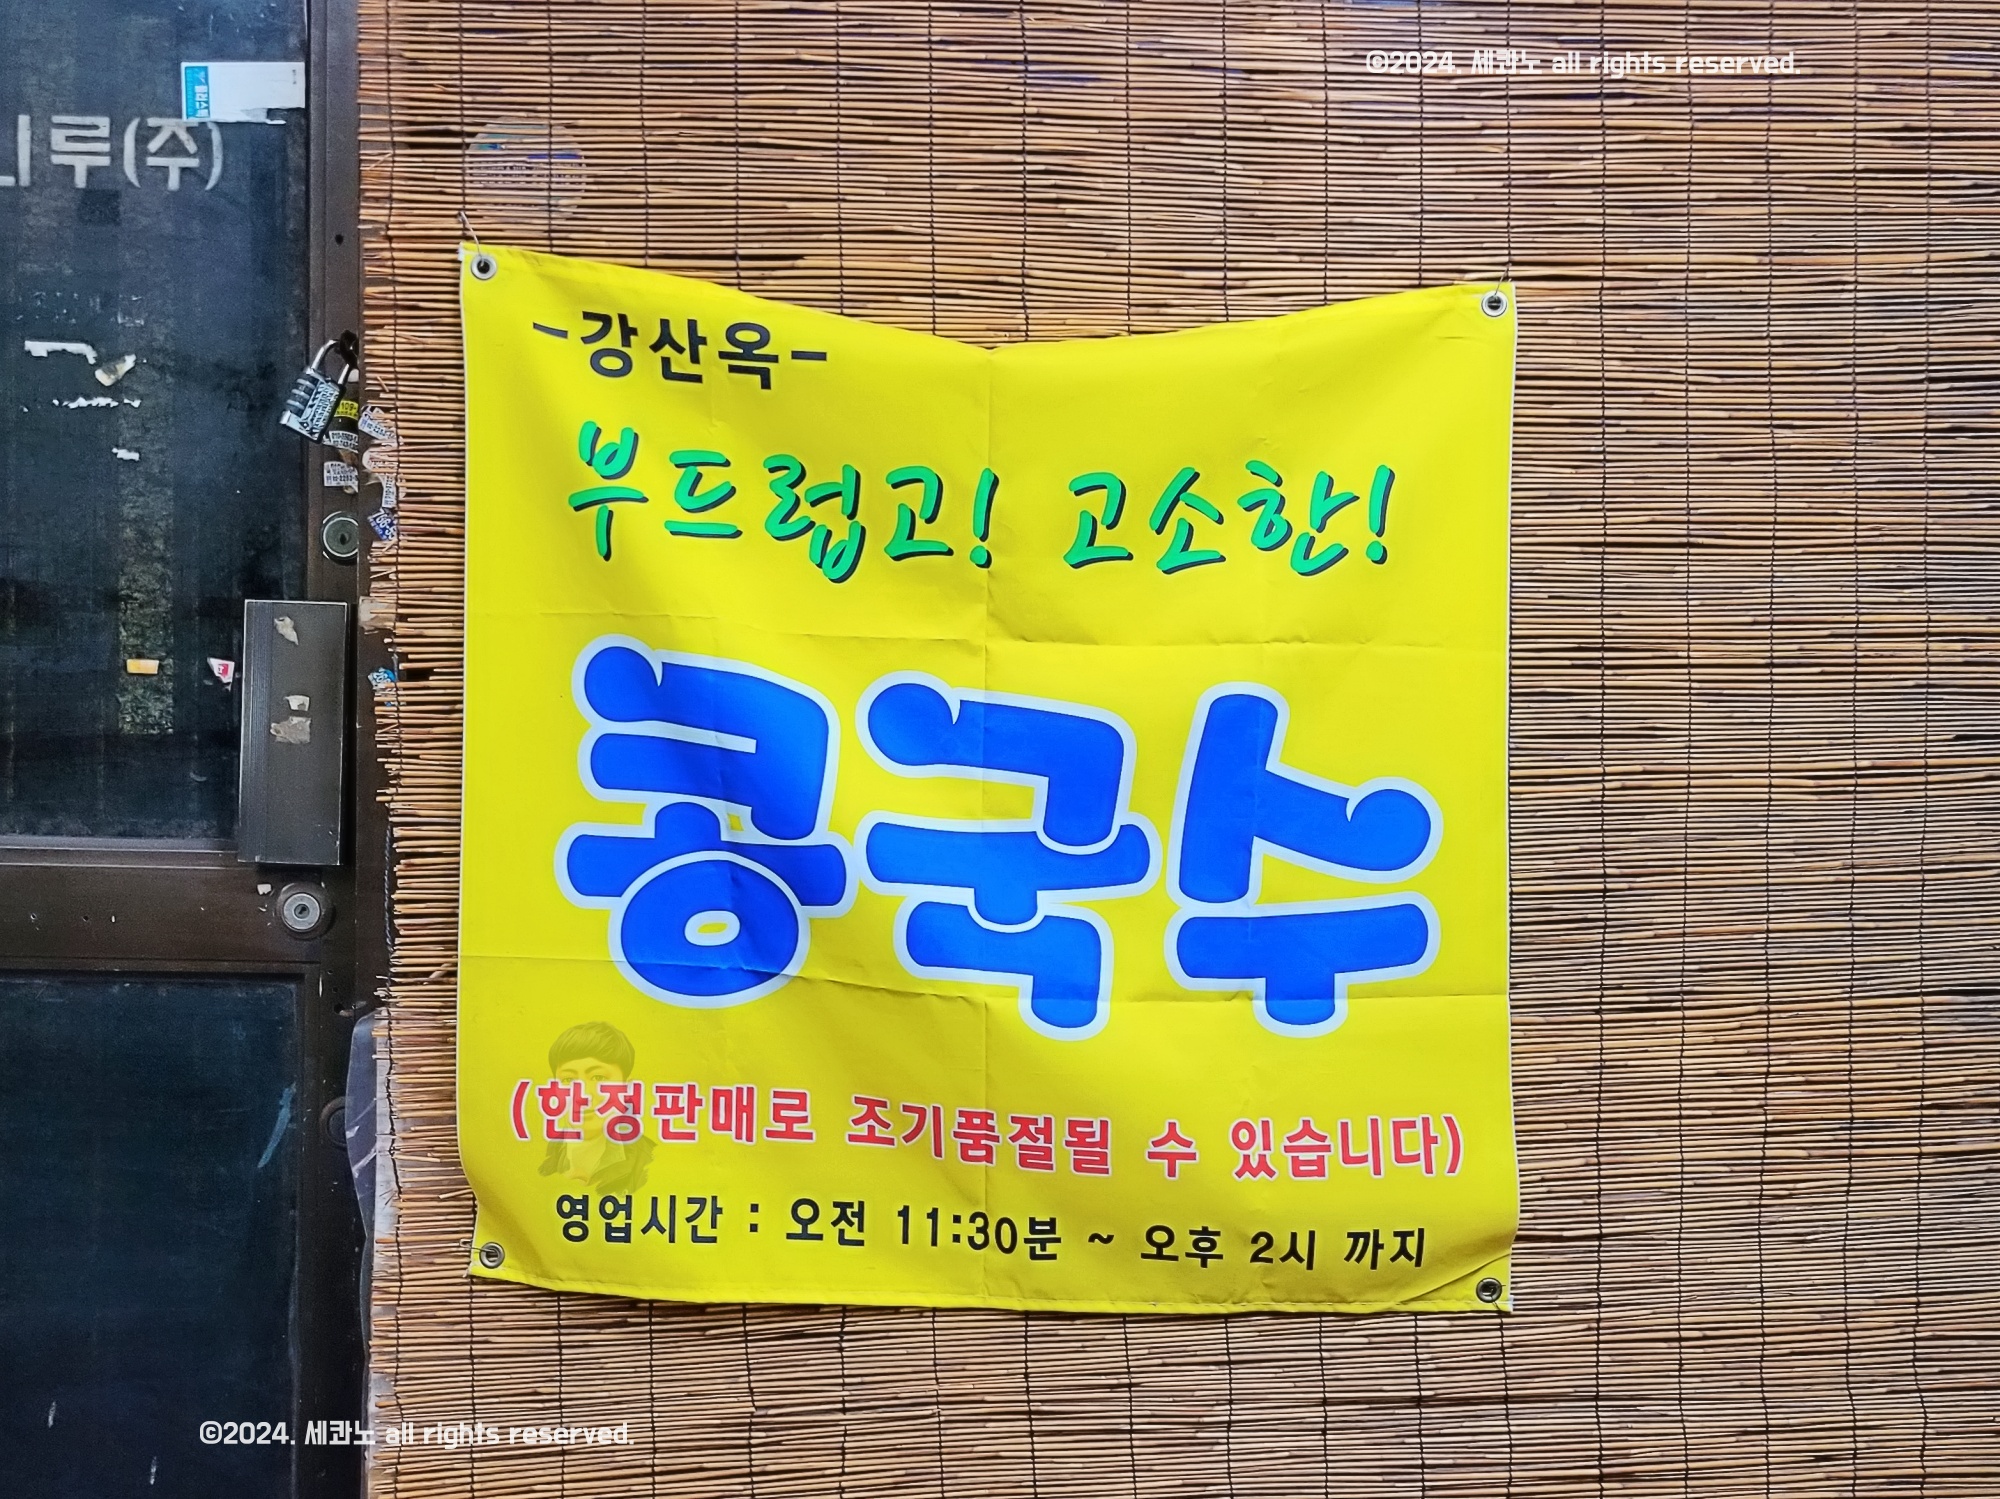 ©2024. 세콴노 all rights reserved.
루(주)
-강산옥-
부드럽고! 고소한!
콩국수
(한정판매로 조기품절될 수 있습니다)
영업시간 : 오전 11:30분 ~ 오후 2시 까지
©2024. 세콴노 all rights reserved.